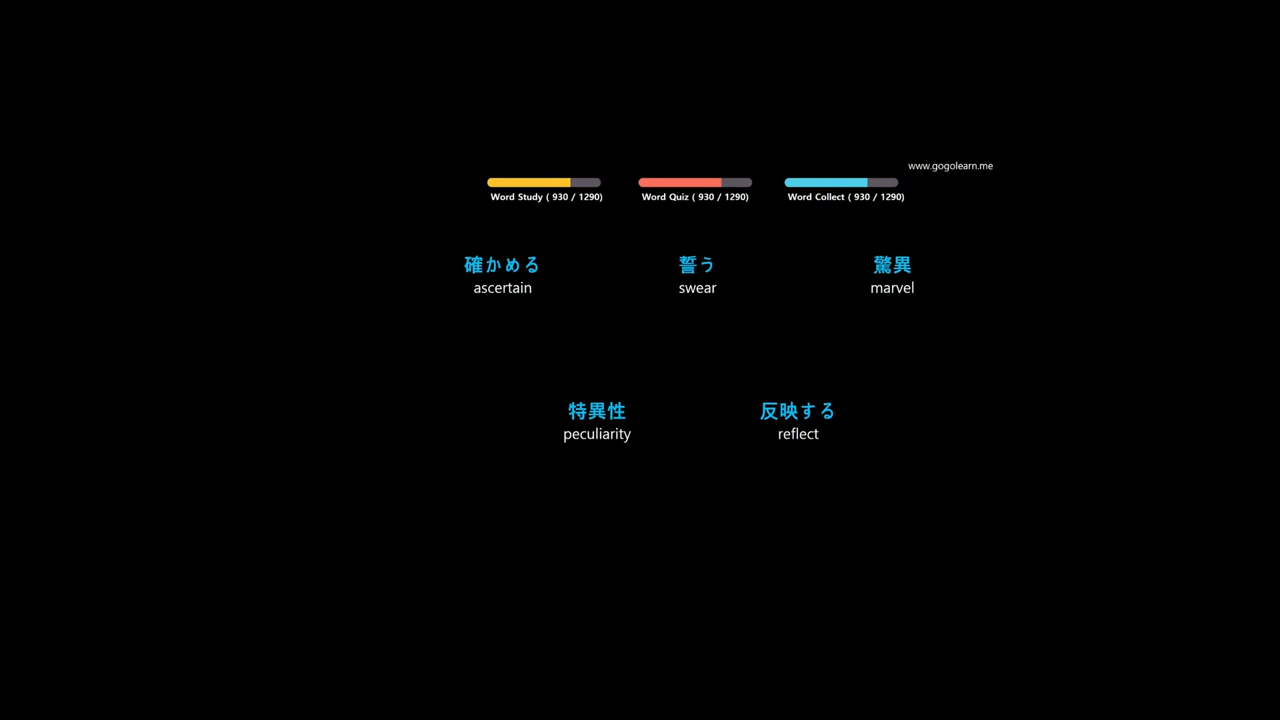 www.gogolearn.me
Word Study ( 930 / 1290)
Word Quiz ( 930 / 1290)
Word Collect ( 930 / 1290)
確かめる
ascertain
誓う
swear
驚異
marvel
特異性
peculiarity
反映する
reflect